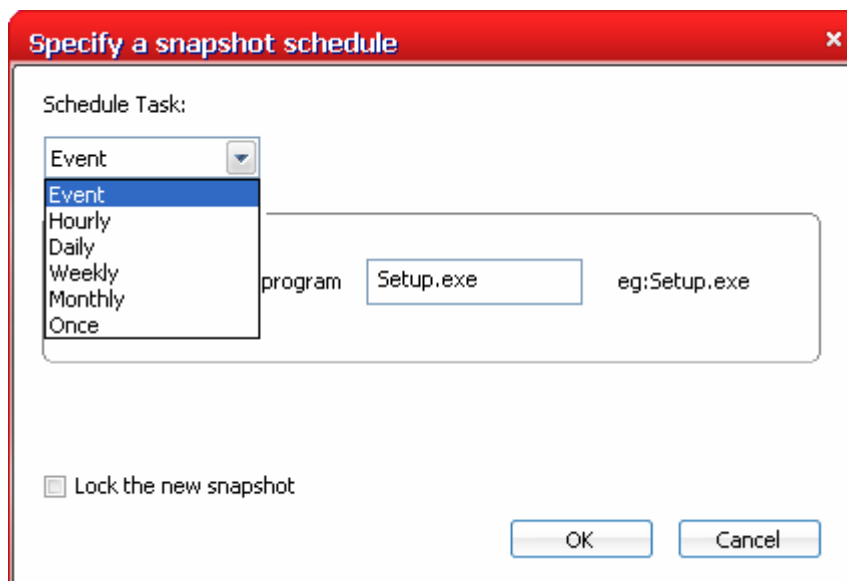 Specify a snapshot schedule
Schedule Task:
Event
Event
Hourly
Daily
Weekly
Monthly
Once
program Setup.exe eg:Setup.exe
Lock the new snapshot
OK Cancel